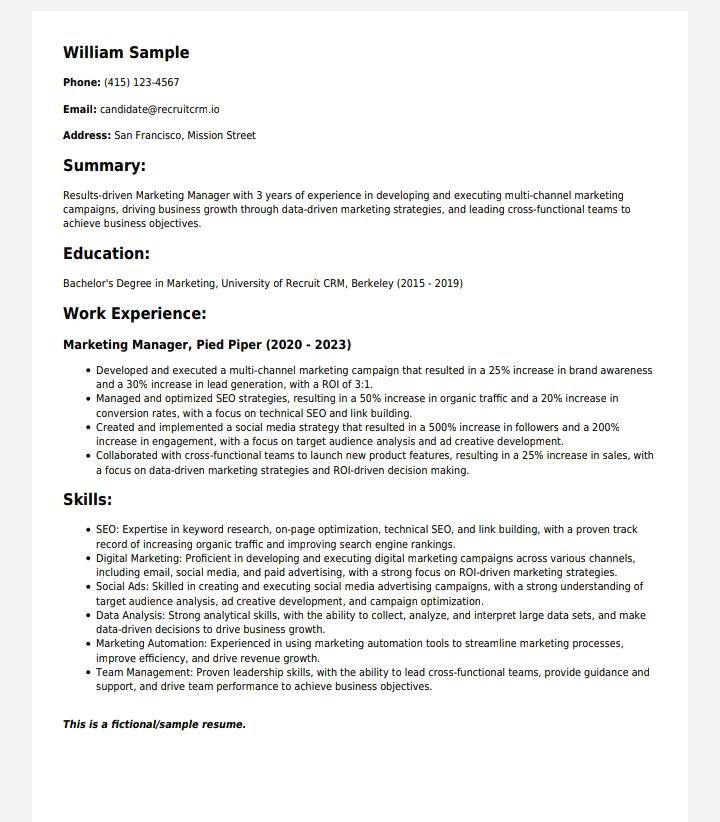 William Sample
Phone: (415) 123-4567
Email: candidate@recruitcrm.io
Address: San Francisco, Mission Street
Summary:
Results-driven Marketing Manager with 3 years of experience in developing and executing multi-channel marketing
campaigns, driving business growth through data-driven marketing strategies, and leading cross-functional teams to
achieve business objectives.
Education:
Bachelor's Degree in Marketing, University of Recruit CRM, Berkeley (2015 - 2019)
Work Experience:
Marketing Manager, Pied Piper (2020 - 2023)
• Developed and executed a multi-channel marketing campaign that resulted in a 25% increase in brand awareness
and a 30% increase in lead generation, with a ROI of 3:1.
• Managed and optimized SEO strategies, resulting in a 50% increase in organic traffic and a 20% increase in
conversion rates, with a focus on technical SEO and link building.
• Created and implemented a social media strategy that resulted in a 500% increase in followers and a 200%
increase in engagement, with a focus on target audience analysis and ad creative development.
• Collaborated with cross-functional teams to launch new product features, resulting in a 25% increase in sales, with
a focus on data-driven marketing strategies and ROI-driven decision making.
Skills:
• SEO: Expertise in keyword research, on-page optimization, technical SEO, and link building, with a proven track
record of increasing organic traffic and improving search engine rankings.
• Digital Marketing: Proficient in developing and executing digital marketing campaigns across various channels,
including email, social media, and paid advertising, with a strong focus on ROI-driven marketing strategies.
• Social Ads: Skilled in creating and executing social media advertising campaigns, with a strong understanding of
target audience analysis, ad creative development, and campaign optimization.
• Data Analysis: Strong analytical skills, with the ability to collect, analyze, and interpret large data sets, and make
data-driven decisions to drive business growth.
• Marketing Automation: Experienced in using marketing automation tools to streamline marketing processes,
improve efficiency, and drive revenue growth.
• Team Management: Proven leadership skills, with the ability to lead cross-functional teams, provide guidance and
support, and drive team performance to achieve business objectives.
This is a fictional/sample resume.